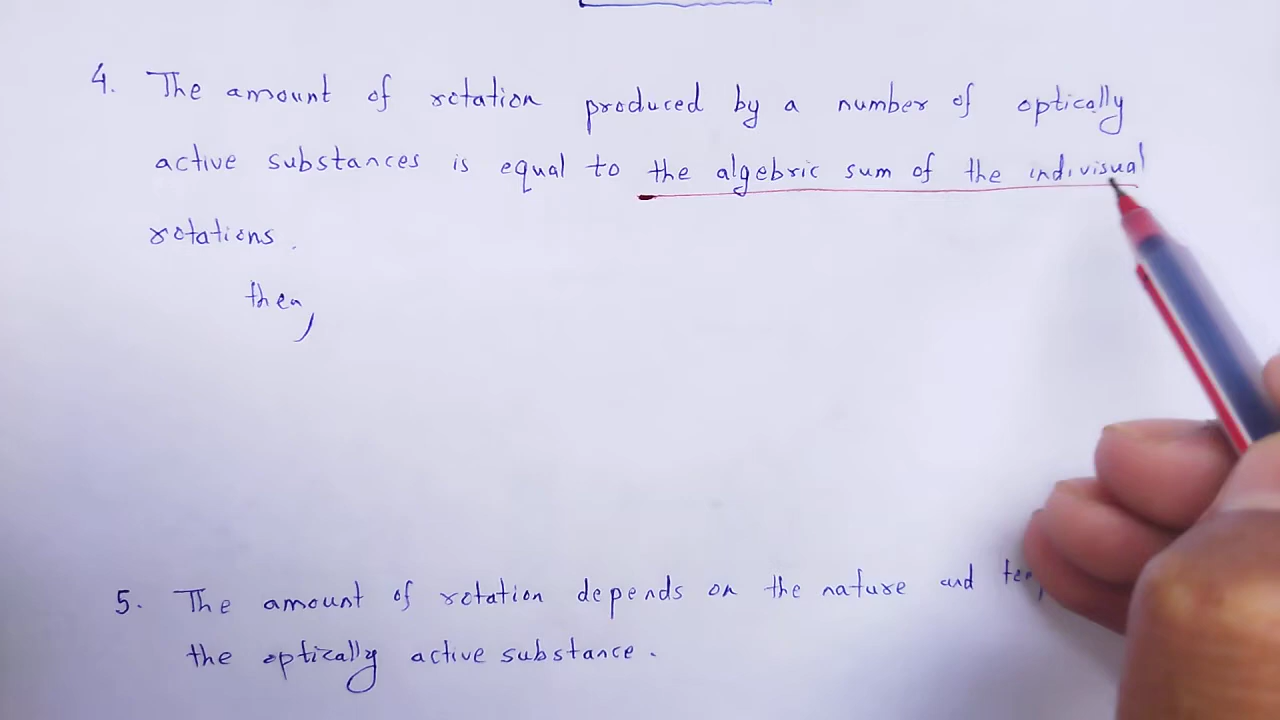 4. The amount of rotation produced by a number of optically
active substances is equal to the algebric sum of the indivisual
rotations.
then,
5. The amount of rotation depends on the nature and
the optically active substance.